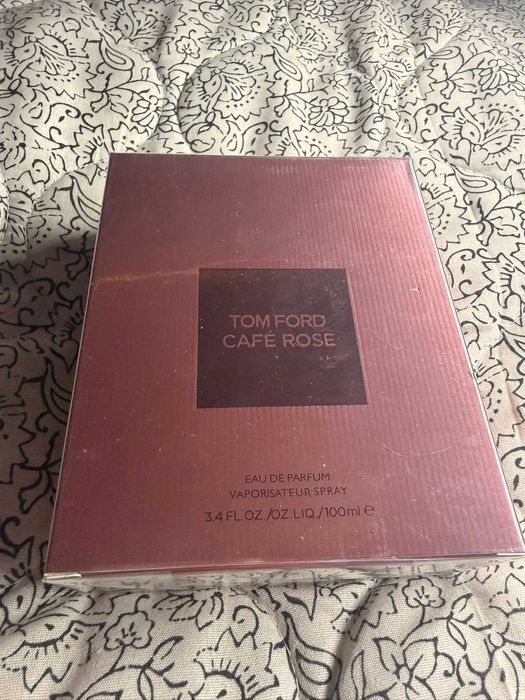 TOM FORD
CAFÉ ROSE
EAU DE PARFUM
VAPORISATEUR SPRAY
3.4 FL.OZ./OZ.LIQ./100ml ℮